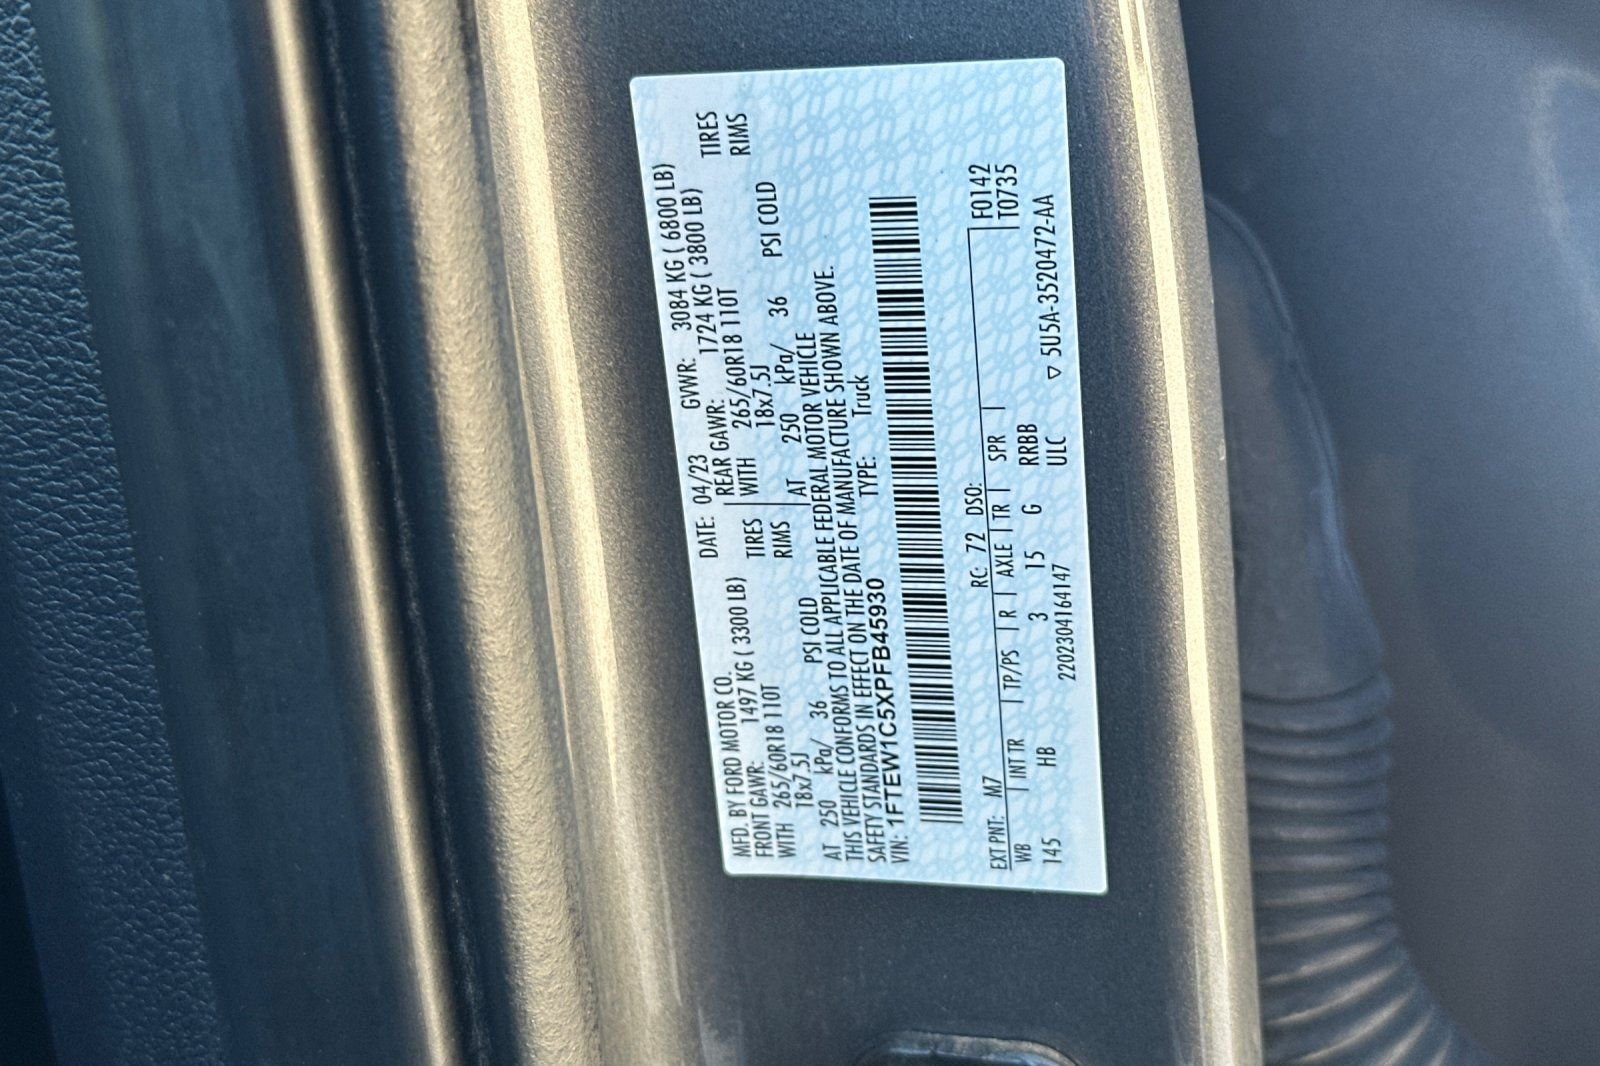 MFD. BY FORD MOTOR CO. DATE: 04/23 GVWR: 3084 KG ( 6800 LB)
FRONT GAWR: 1497 KG ( 3300 LB) REAR GAWR: 1724 KG ( 3800 LB)
WITH 265/60R18 110T TIRES WITH 265/60R18 110T TIRES
18x7.5J RIMS 18x7.5J RIMS
AT 250 kPa/ 36 PSI COLD AT 250 kPa/ 36 PSI COLD
THIS VEHICLE CONFORMS TO ALL APPLICABLE FEDERAL MOTOR VEHICLE
SAFETY STANDARDS IN EFFECT ON THE DATE OF MANUFACTURE SHOWN ABOVE.
VIN: 1FTEW1C5XPFB45930 TYPE: Truck
EXT PNT: M7 RC: 72 DSO: F0142
WB INT TR TP/PS R AXLE TR SPR T0735
145 HB 3 15 G RRBB
2202304164147 ULC ▽ 5U5A-3520472-AA